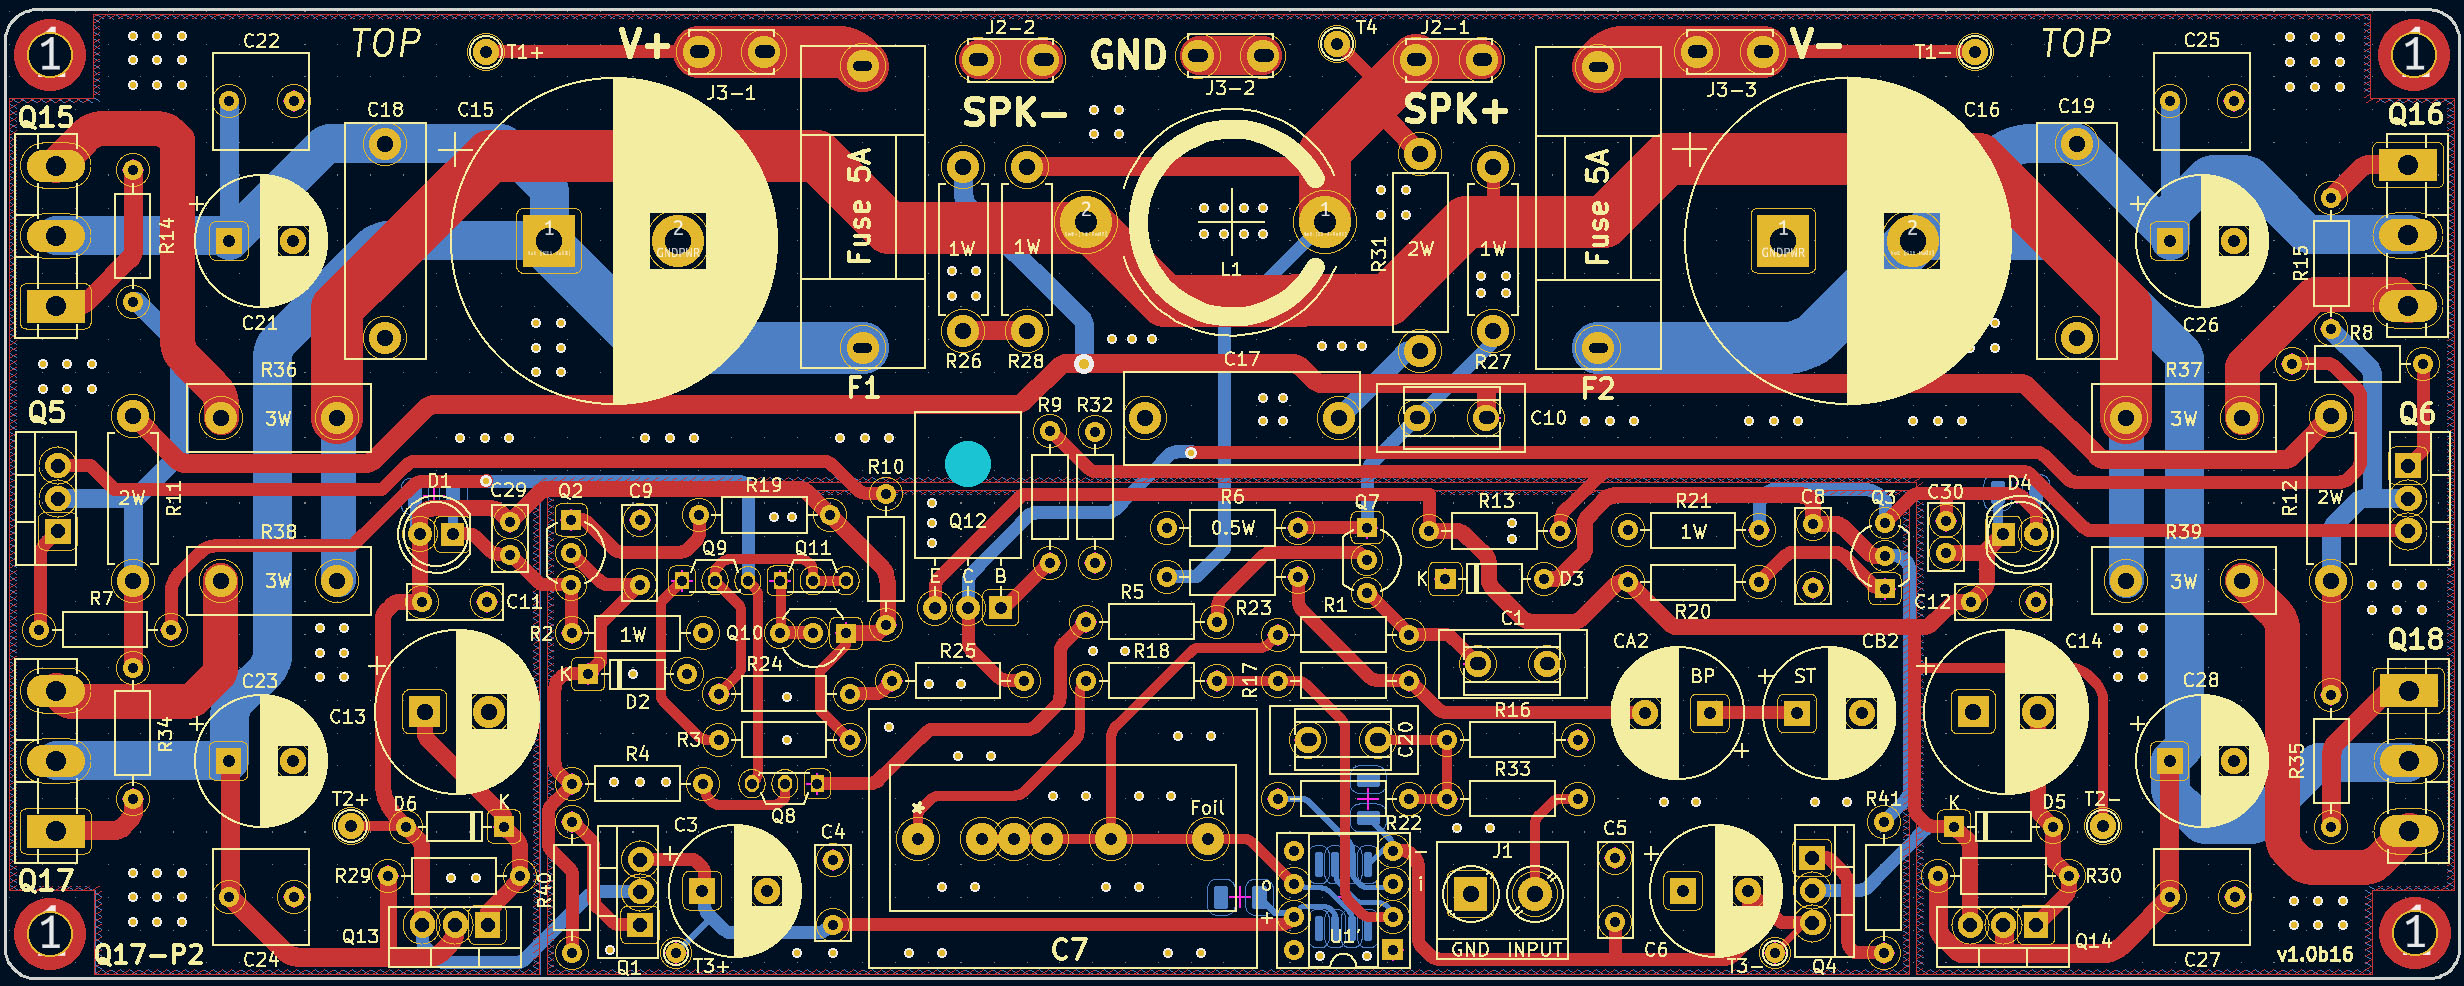 1
C22
TOP
T1+
V+
J3-1
J2-2
GND
J3-2
T4
J2-1
V-
J3-3
T1-
TOP
C25
1
Q15
C18
C15
SPK-
SPK+
C16
C19
Q16
R14
C21
1
2
GNDPWR
Fuse 5A
1W
1W
2
1
L1
R31
2W
1W
Fuse 5A
1
GNDPWR
2
R15
C26
R8
R26
R28
C17
R27
R36
3W
F1
F2
R37
3W
Q5
R9
R32
C10
Q6
2W
R11
D1
C29
Q2
C9
R19
R10
Q12
R6
0.5W
Q7
R13
R21
1W
C8
Q3
C30
D4
R12
2W
R38
3W
Q9
Q11
E
C
B
K
D3
R39
3W
R7
C11
R2
1W
Q10
R5
R23
R1
C1
R20
C12
CA2
CB2
C14
Q18
K
D2
R24
R25
R18
R17
BP
ST
C23
C13
R34
R3
R16
C20
C28
R35
R4
R33
T2+
D6
K
Q8
*
Foil
R22
R41
K
D5
T2-
C3
C4
J1
C5
Q17
R29
R40
o
+
-
i
R30
1
Q17-P2
C24
Q13
Q1
T3+
C7
U1
GND
INPUT
C6
T3-
Q4
Q14
C27
v1.0b16
1